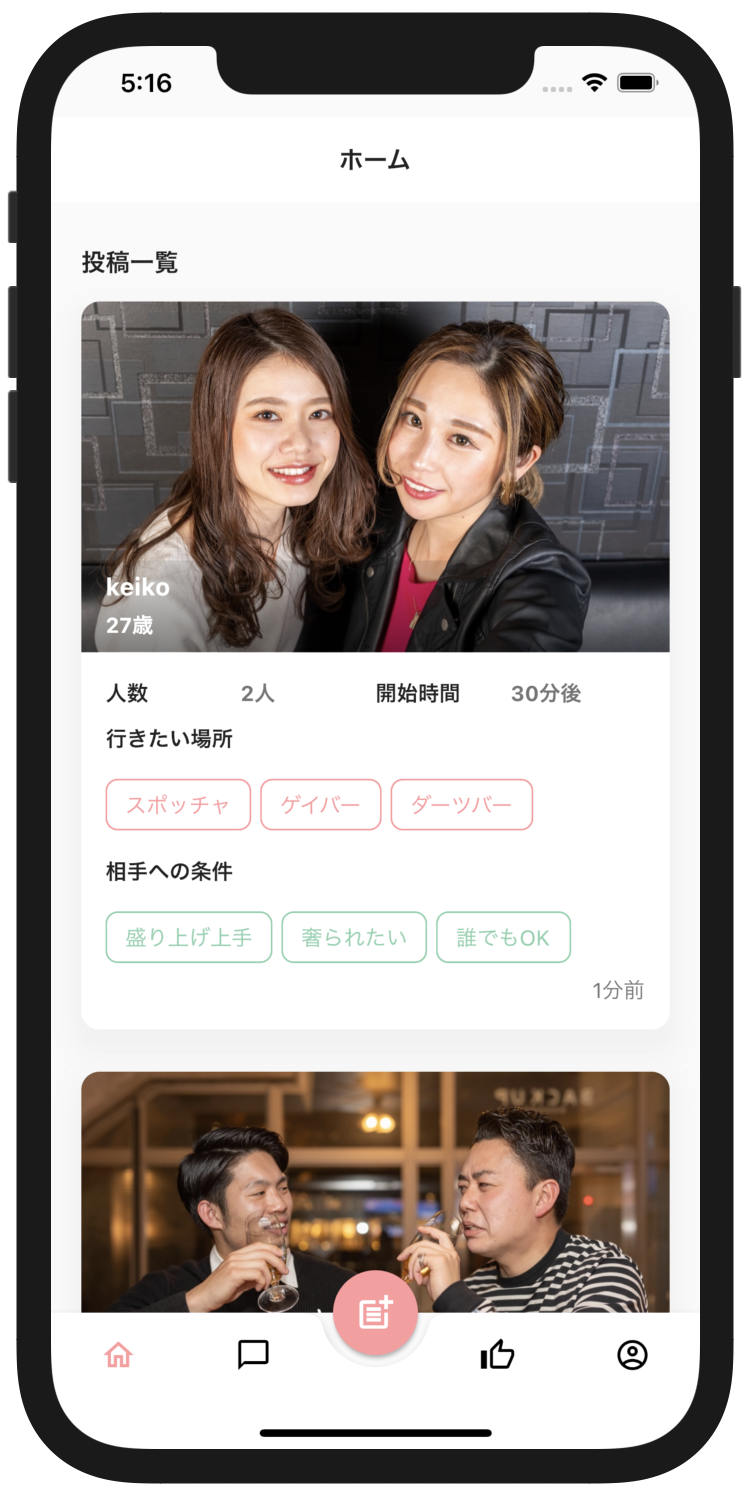 5:16
ホーム
投稿一覧
keiko
27歳
人数 2人 開始時間 30分後
行きたい場所
スポッチャ ゲイバー ダーツバー
相手への条件
盛り上げ上手 奢られたい 誰でもOK
1分前
BACKUP